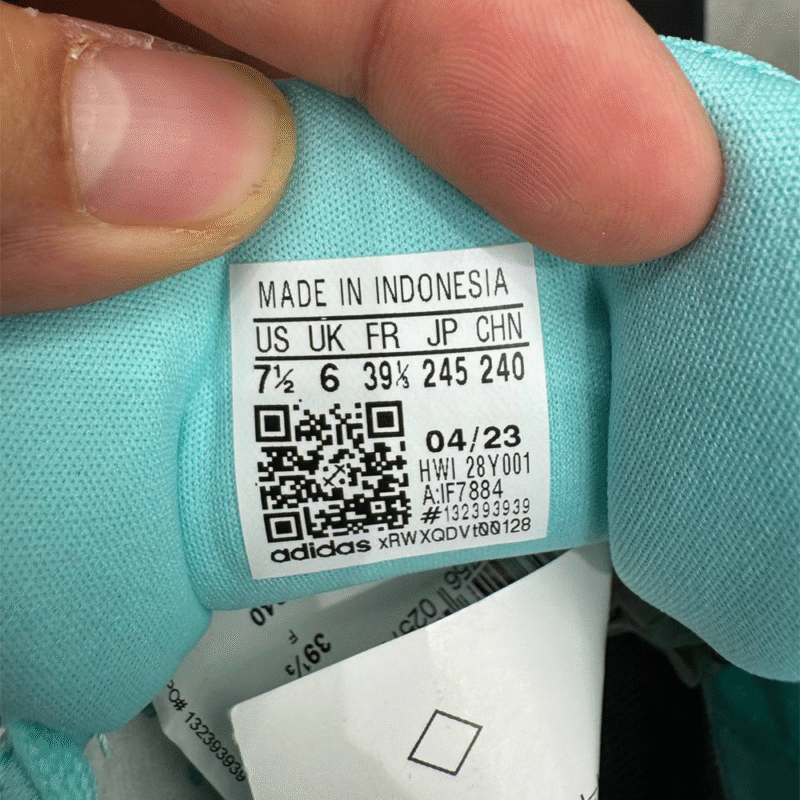 MADE IN INDONESIA
US UK FR JP CHN
7½ 6 39⅓ 245 240
04/23
HWI 28Y001
A:IF7884
#132393939
adidas xRWXQDVt00128
39⅓
F
PO# 132393939